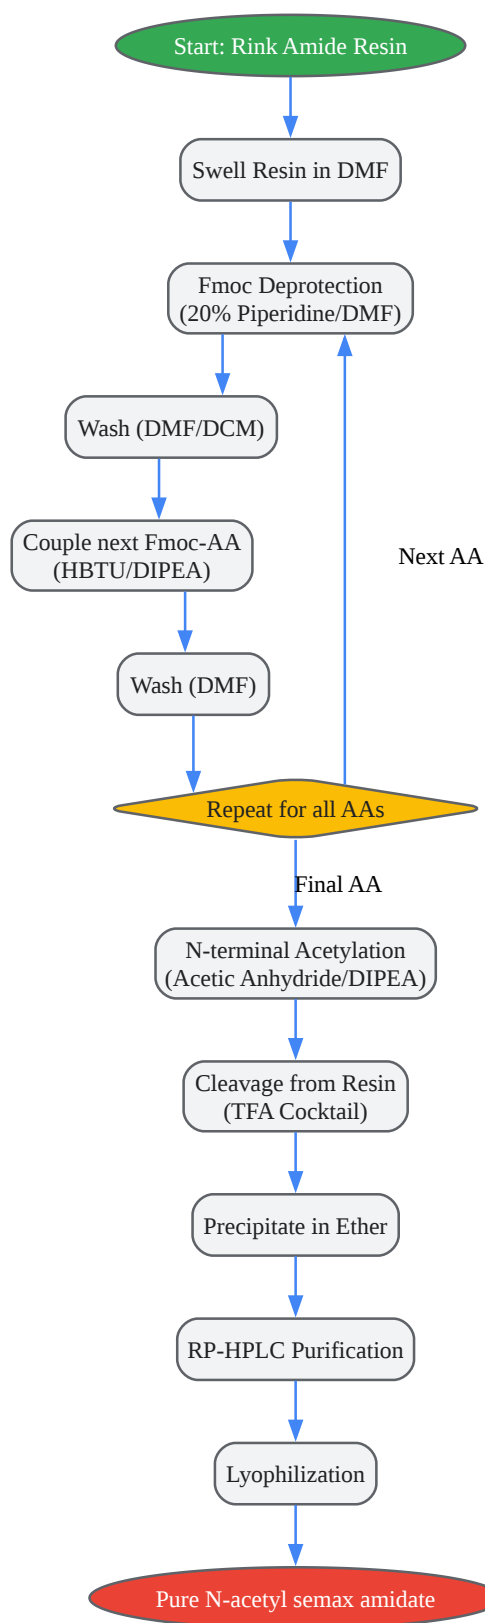 Start: Rink Amide Resin
Swell Resin in DMF
Fmoc Deprotection
(20% Piperidine/DMF)
Wash (DMF/DCM)
Couple next Fmoc-AA
(HBTU/DIPEA)
Next AA
Wash (DMF)
Repeat for all AAs
Final AA
N-terminal Acetylation
(Acetic Anhydride/DIPEA)
Cleavage from Resin
(TFA Cocktail)
Precipitate in Ether
RP-HPLC Purification
Lyophilization
Pure N-acetyl semax amidate